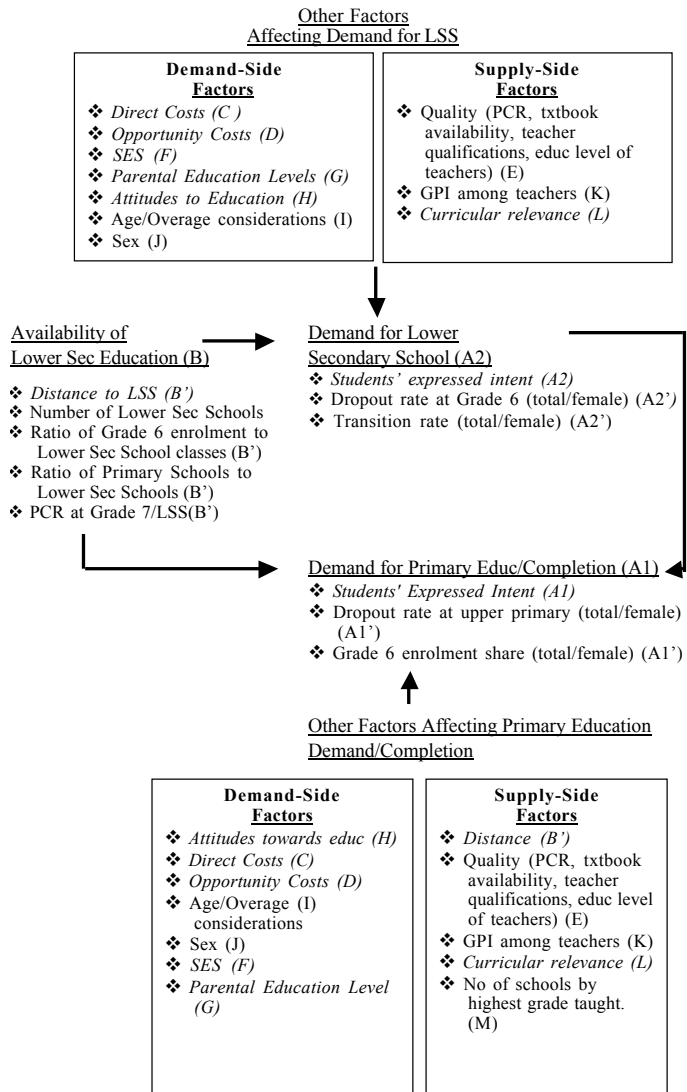 Other Factors
Affecting Demand for LSS
Demand-Side
Factors
❖ Direct Costs (C )
❖ Opportunity Costs (D)
❖ SES (F)
❖ Parental Education Levels (G)
❖ Attitudes to Education (H)
❖ Age/Overage considerations (I)
❖ Sex (J)
Supply-Side
Factors
❖ Quality (PCR, txtbook
availability, teacher
qualifications, educ level of
teachers) (E)
❖ GPI among teachers (K)
❖ Curricular relevance (L)
Availability of
Lower Sec Education (B)
❖ Distance to LSS (B')
❖ Number of Lower Sec Schools
❖ Ratio of Grade 6 enrolment to
Lower Sec School classes (B’)
❖ Ratio of Primary Schools to
Lower Sec Schools (B’)
❖ PCR at Grade 7/LSS(B’)
Demand for Lower
Secondary School (A2)
❖ Students’ expressed intent (A2)
❖ Dropout rate at Grade 6 (total/female) (A2’)
❖ Transition rate (total/female) (A2’)
Demand for Primary Educ/Completion (A1)
❖ Students' Expressed Intent (A1)
❖ Dropout rate at upper primary (total/female)
(A1’)
❖ Grade 6 enrolment share (total/female) (A1’)
Other Factors Affecting Primary Education
Demand/Completion
Demand-Side
Factors
❖ Attitudes towards educ (H)
❖ Direct Costs (C)
❖ Opportunity Costs (D)
❖ Age/Overage (I)
considerations
❖ Sex (J)
❖ SES (F)
❖ Parental Education Level
(G)
Supply-Side
Factors
❖ Distance (B’)
❖ Quality (PCR, txtbook
availability, teacher
qualifications, educ level
of teachers) (E)
❖ GPI among teachers (K)
❖ Curricular relevance (L)
❖ No of schools by
highest grade taught.
(M)